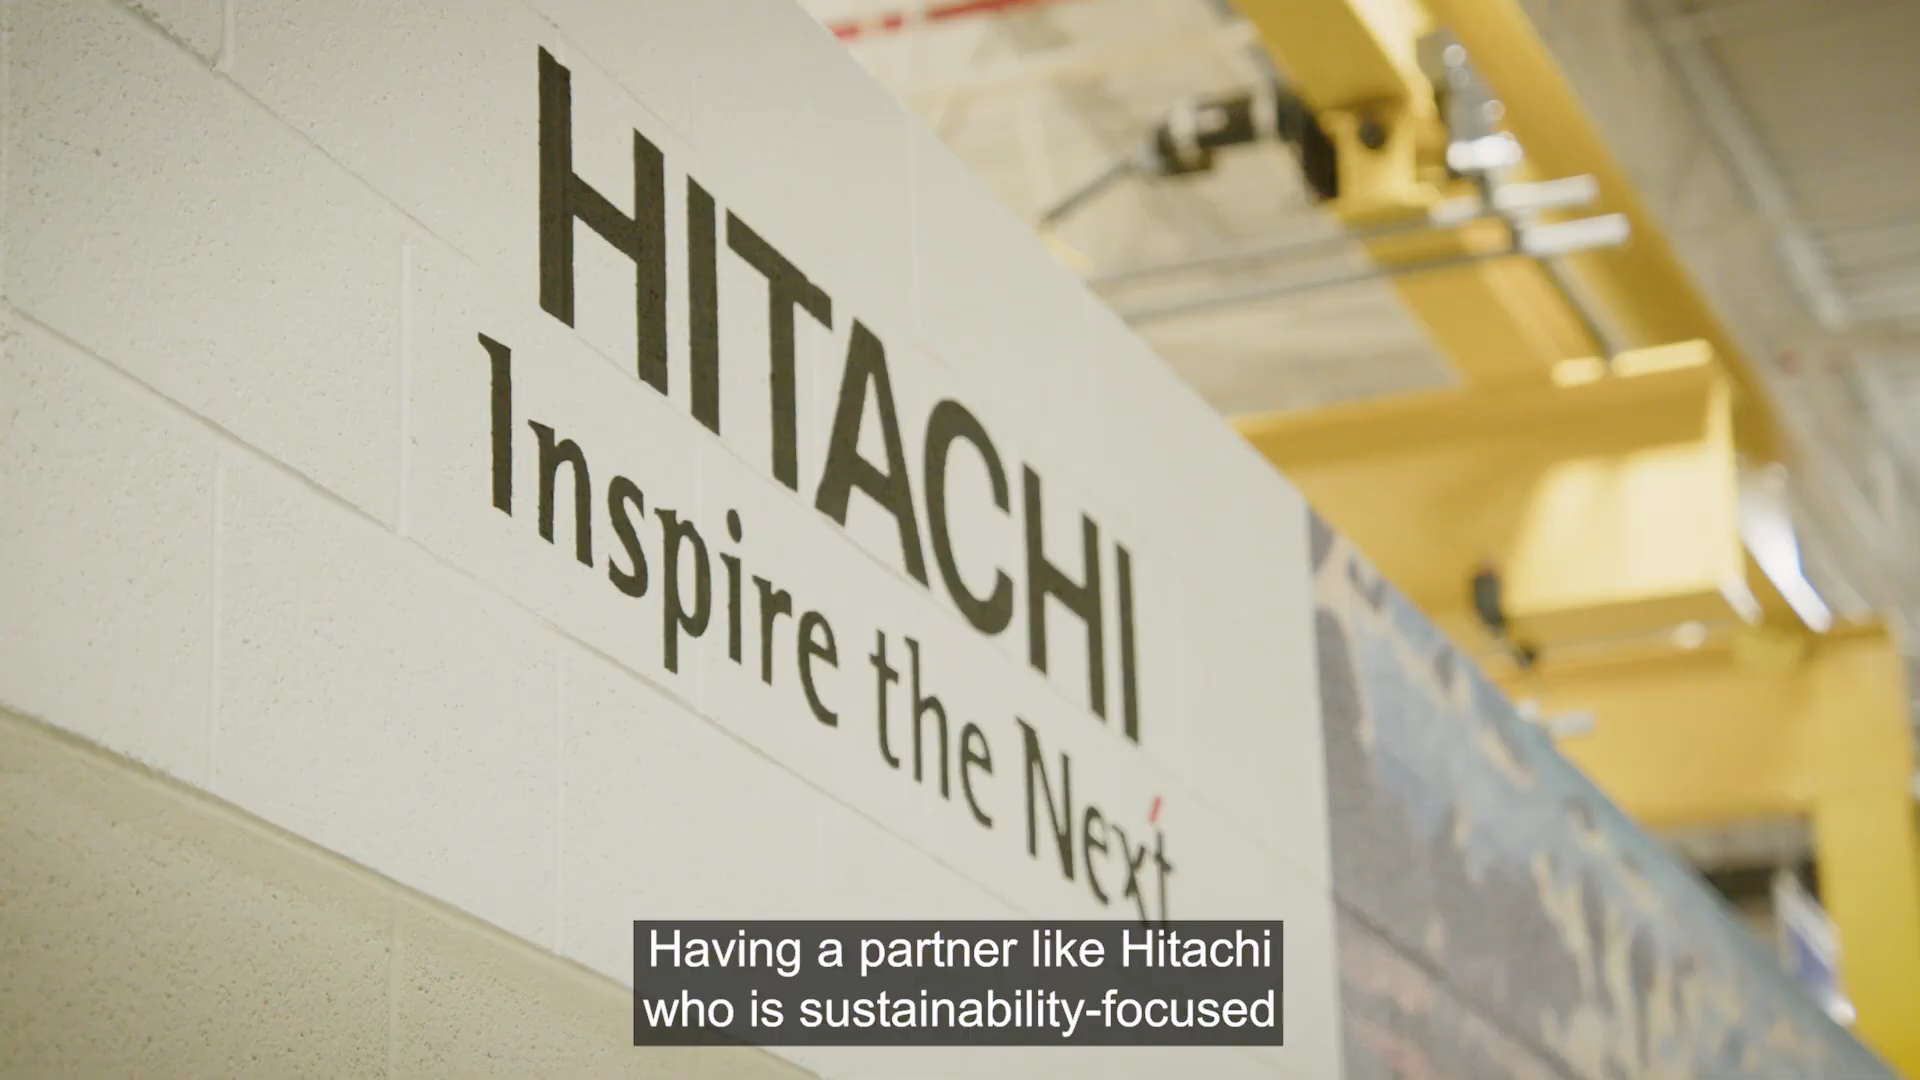 HITACHI
Inspire the Next
Having a partner like Hitachi
who is sustainability-focused